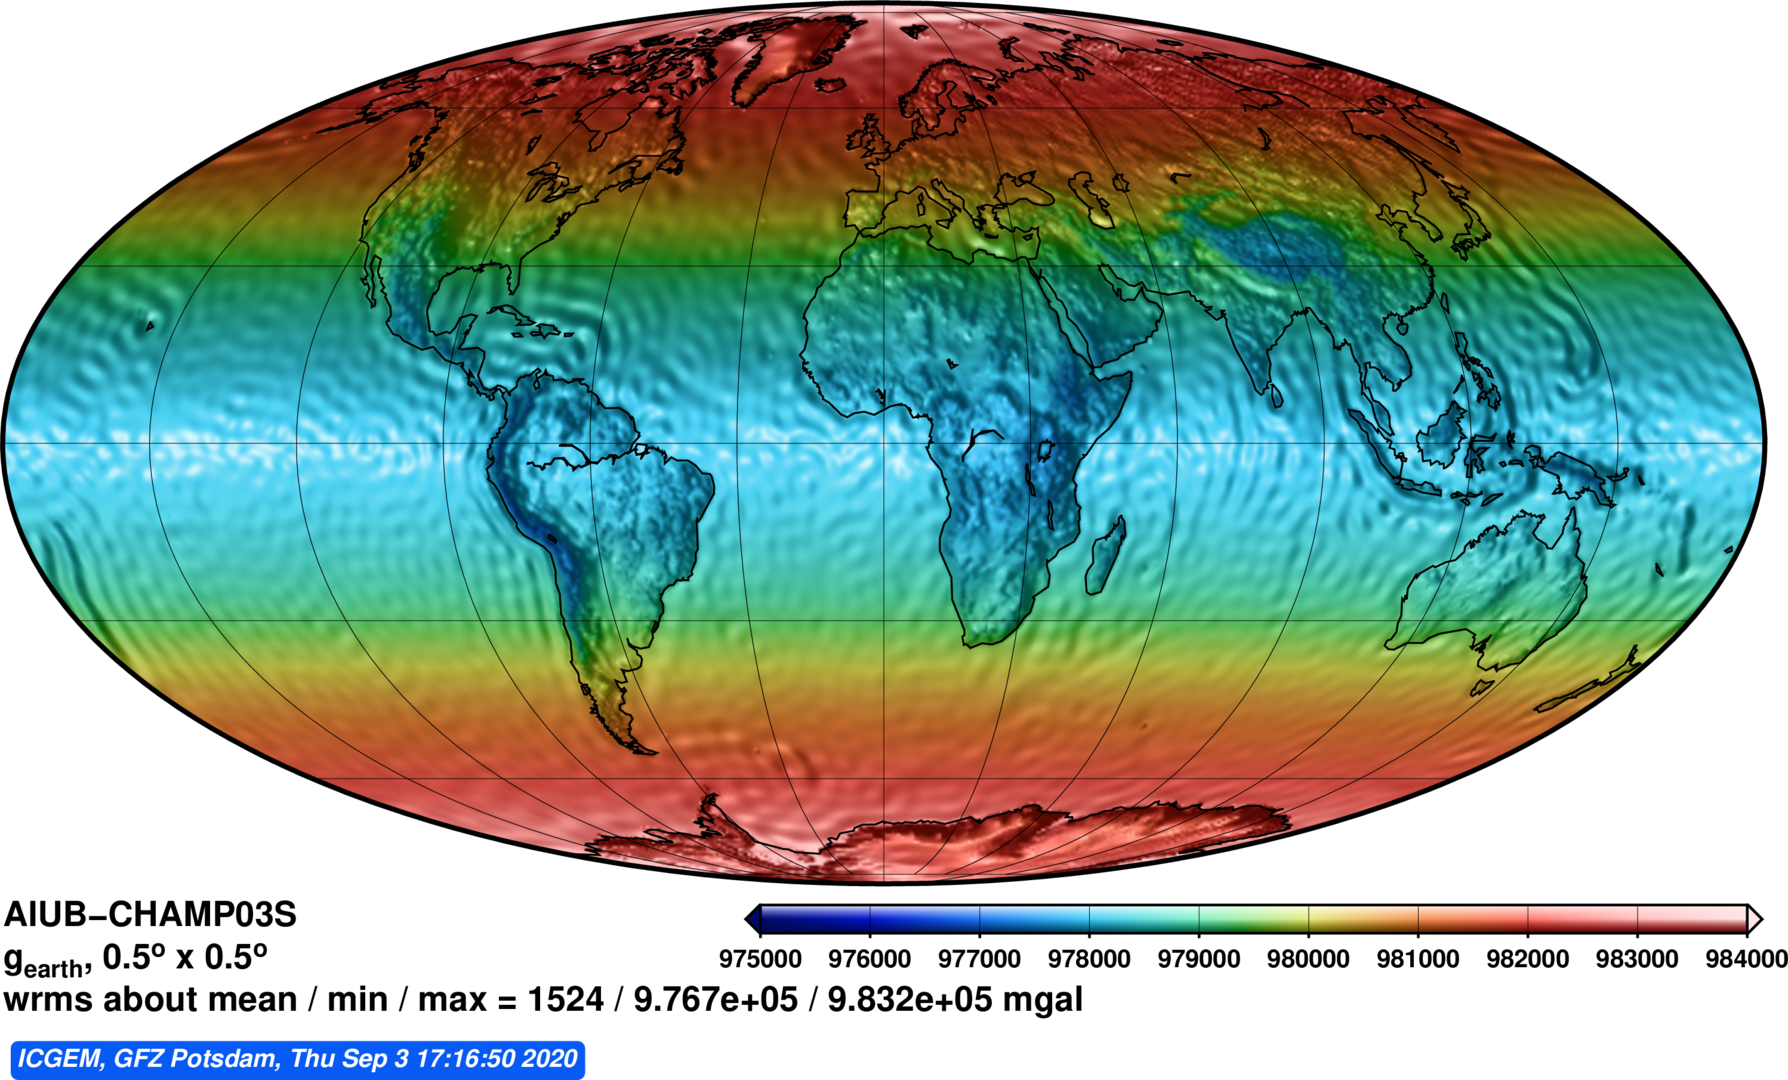 AIUB–CHAMP03S
975000 976000 977000 978000 979000 980000 981000 982000 983000 984000
gearth, 0.5º x 0.5º
wrms about mean / min / max = 1524 / 9.767e+05 / 9.832e+05 mgal
ICGEM, GFZ Potsdam, Thu Sep 3 17:16:50 2020